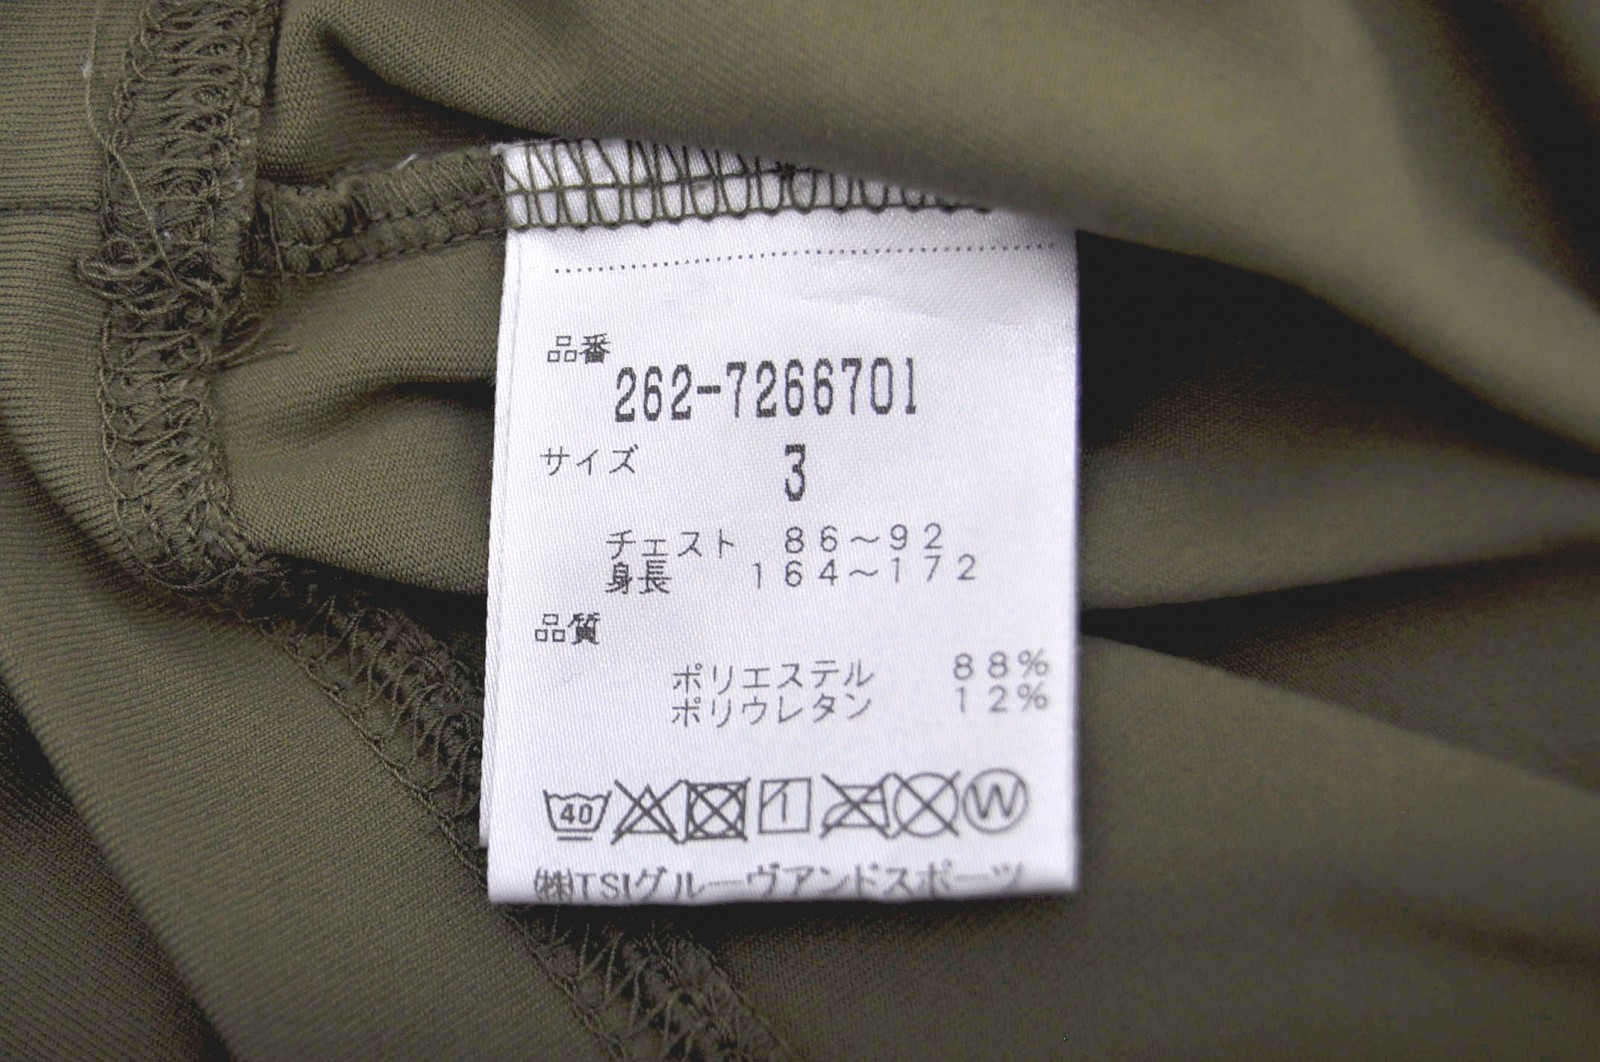 品番
262-7266701
サイズ 3
チェスト 86～92
身長 164～172
品質
ポリエステル 88%
ポリウレタン 12%
40 W
㈱TSIグルーヴアンドスポーツ